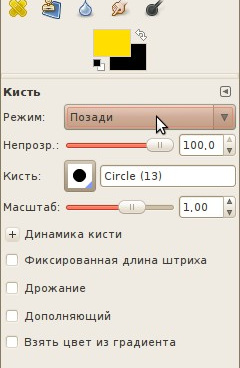 Кисть
Режим: Позади
Непрозр.: 100,0
Кисть: Circle (13)
Масштаб: 1,00
Динамика кисти
Фиксированная длина штриха
Дрожание
Дополняющий
Взять цвет из градиента